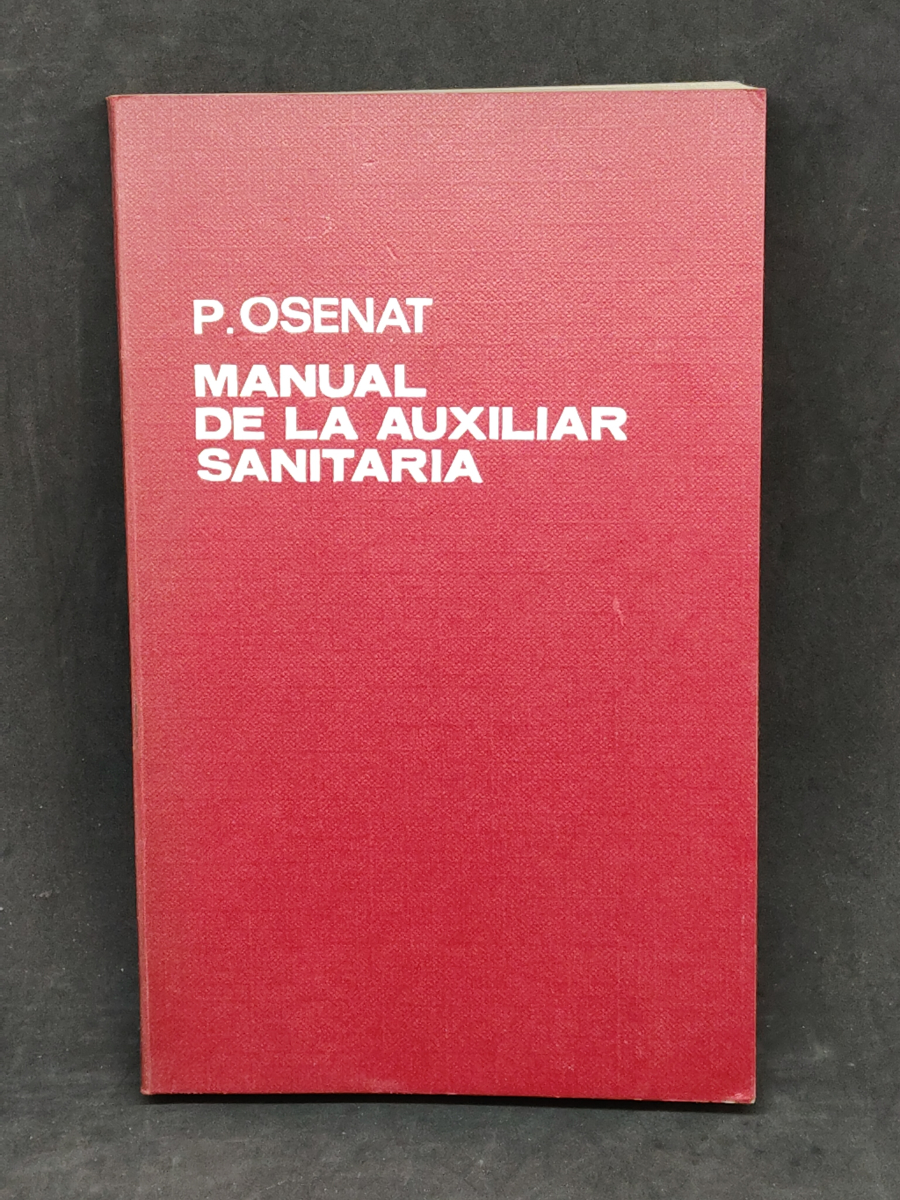 P. OSENAT
MANUAL
DE LA AUXILIAR
SANITARIA